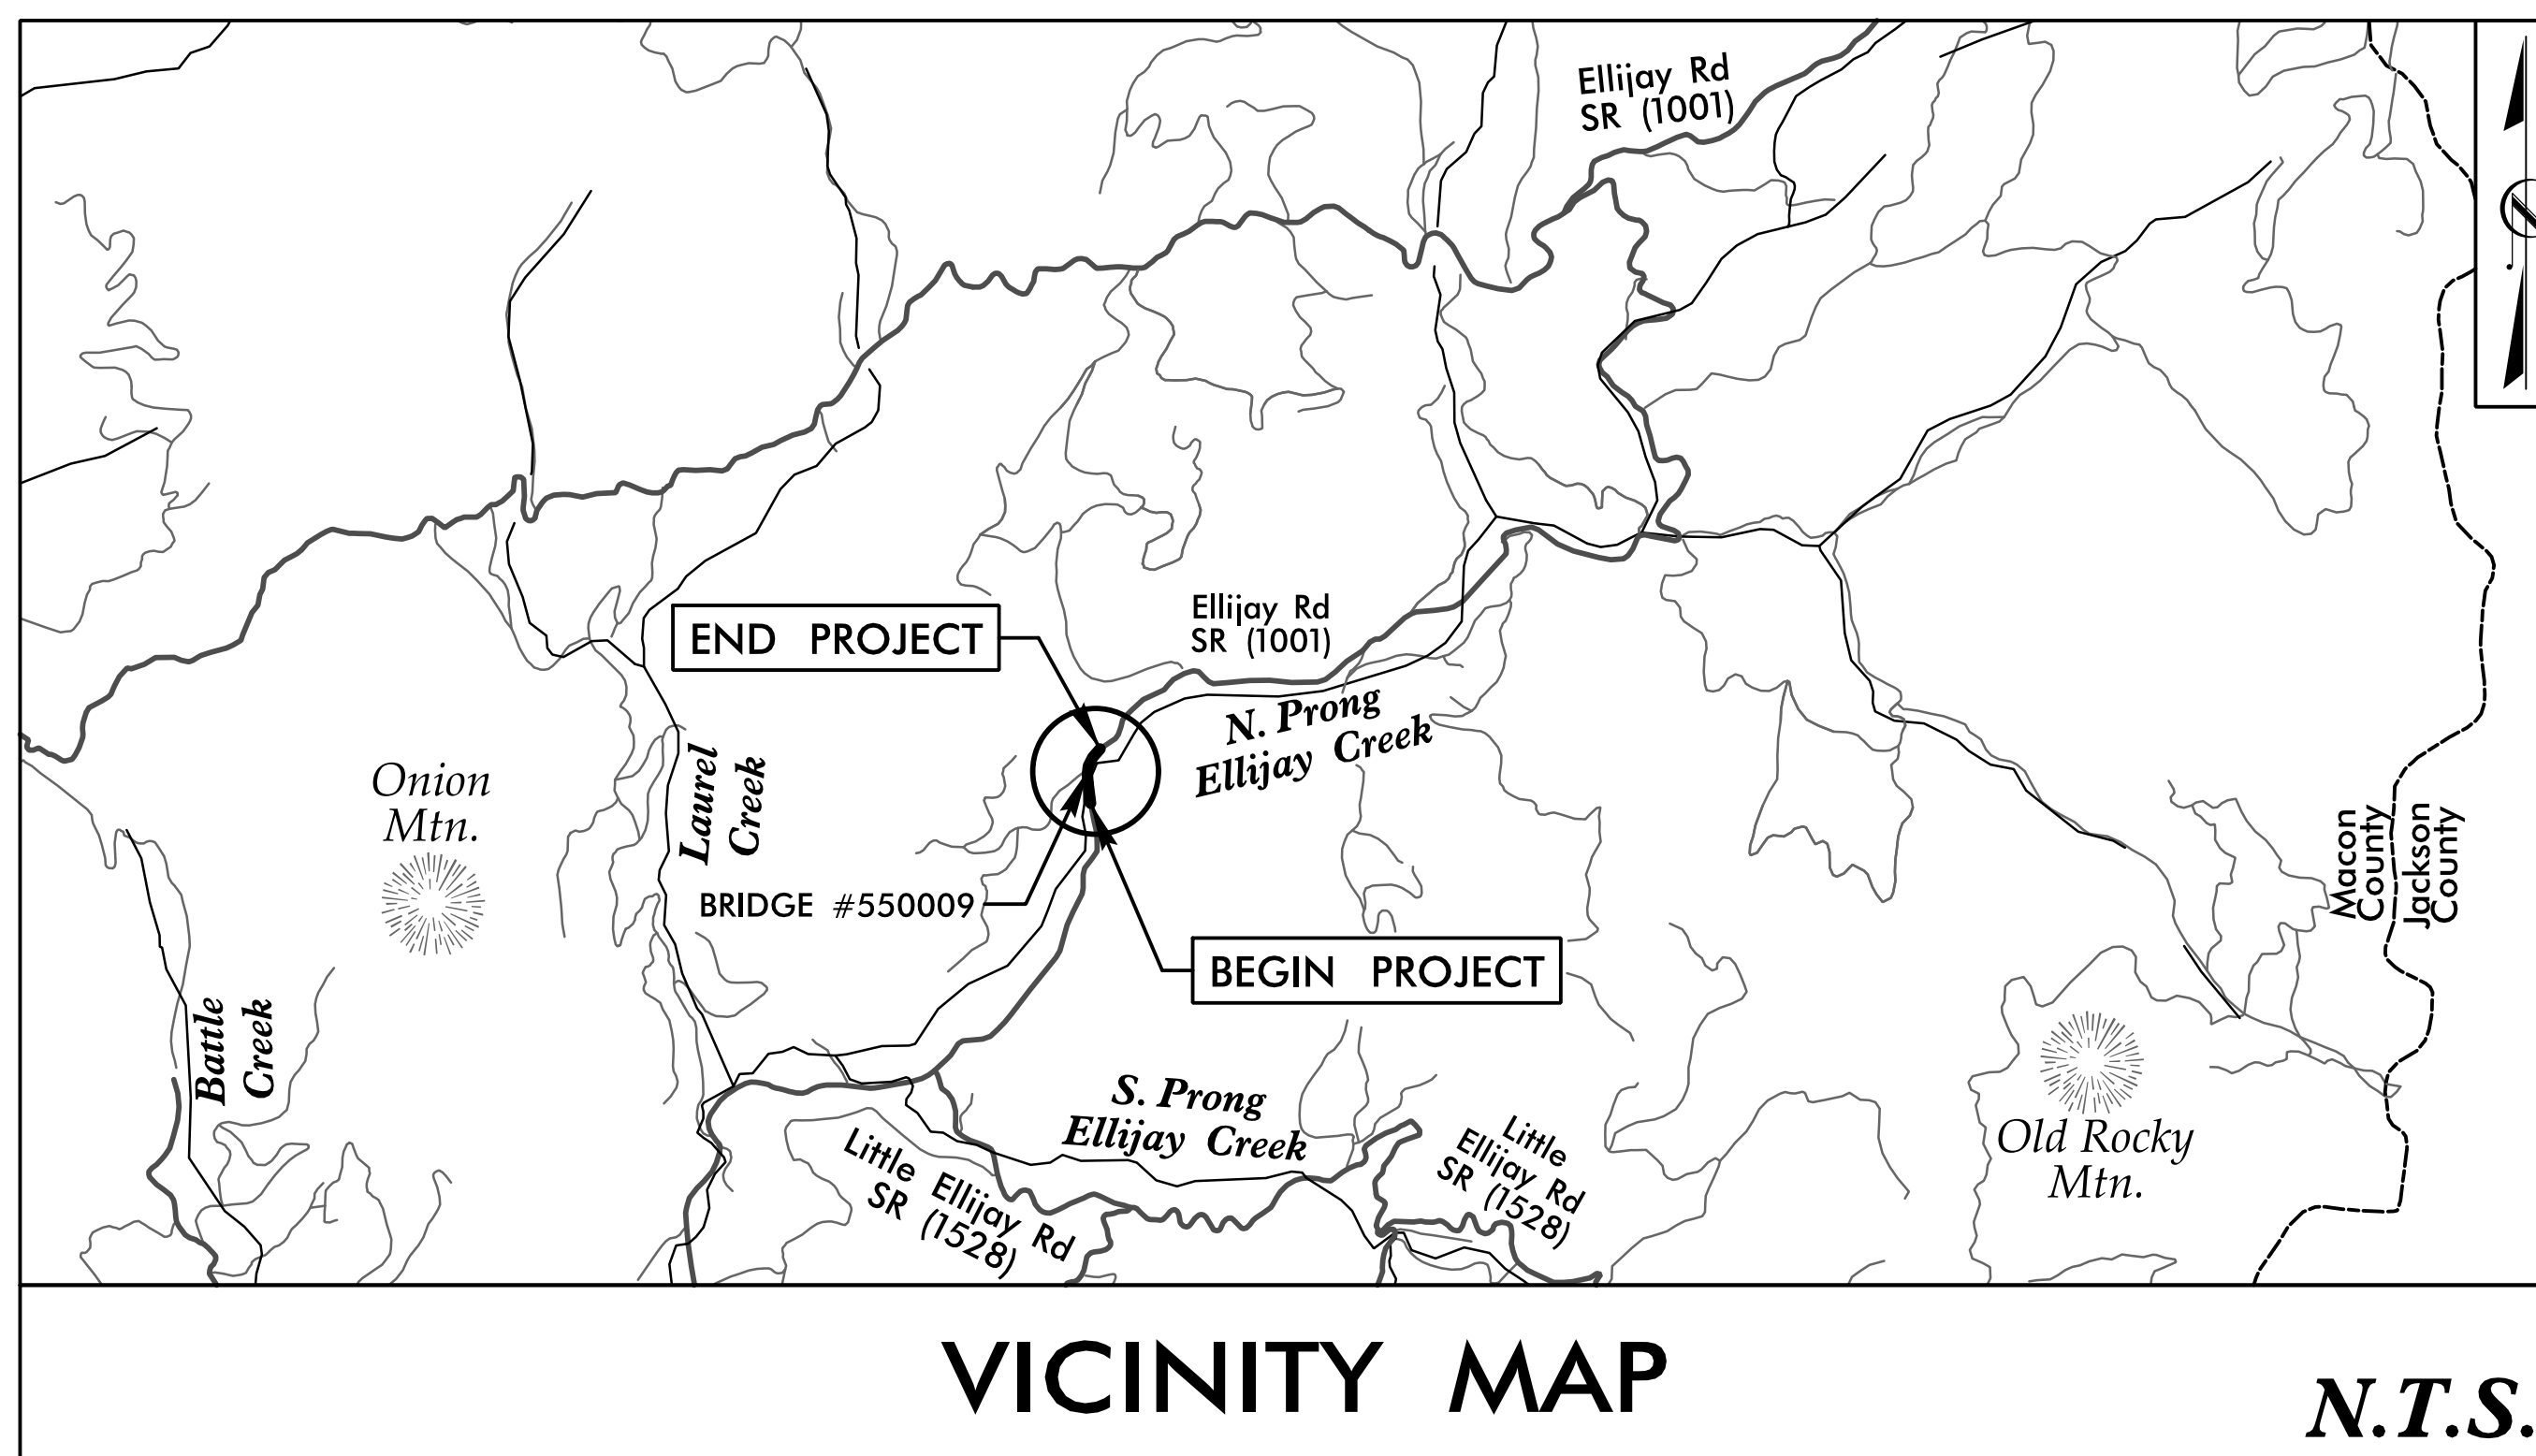 Ellijay Rd
SR (1001)
N
END PROJECT
Ellijay Rd
SR (1001)
N. Prong
Ellijay Creek
Onion
Mtn.
Laurel
Creek
BRIDGE #550009
BEGIN PROJECT
Macon
County
Jackson
County
Battle
Creek
S. Prong
Ellijay Creek
Little Ellijay Rd
SR (1528)
Little
Ellijay Rd
SR (1528)
Old Rocky
Mtn.
VICINITY MAP
N.T.S.